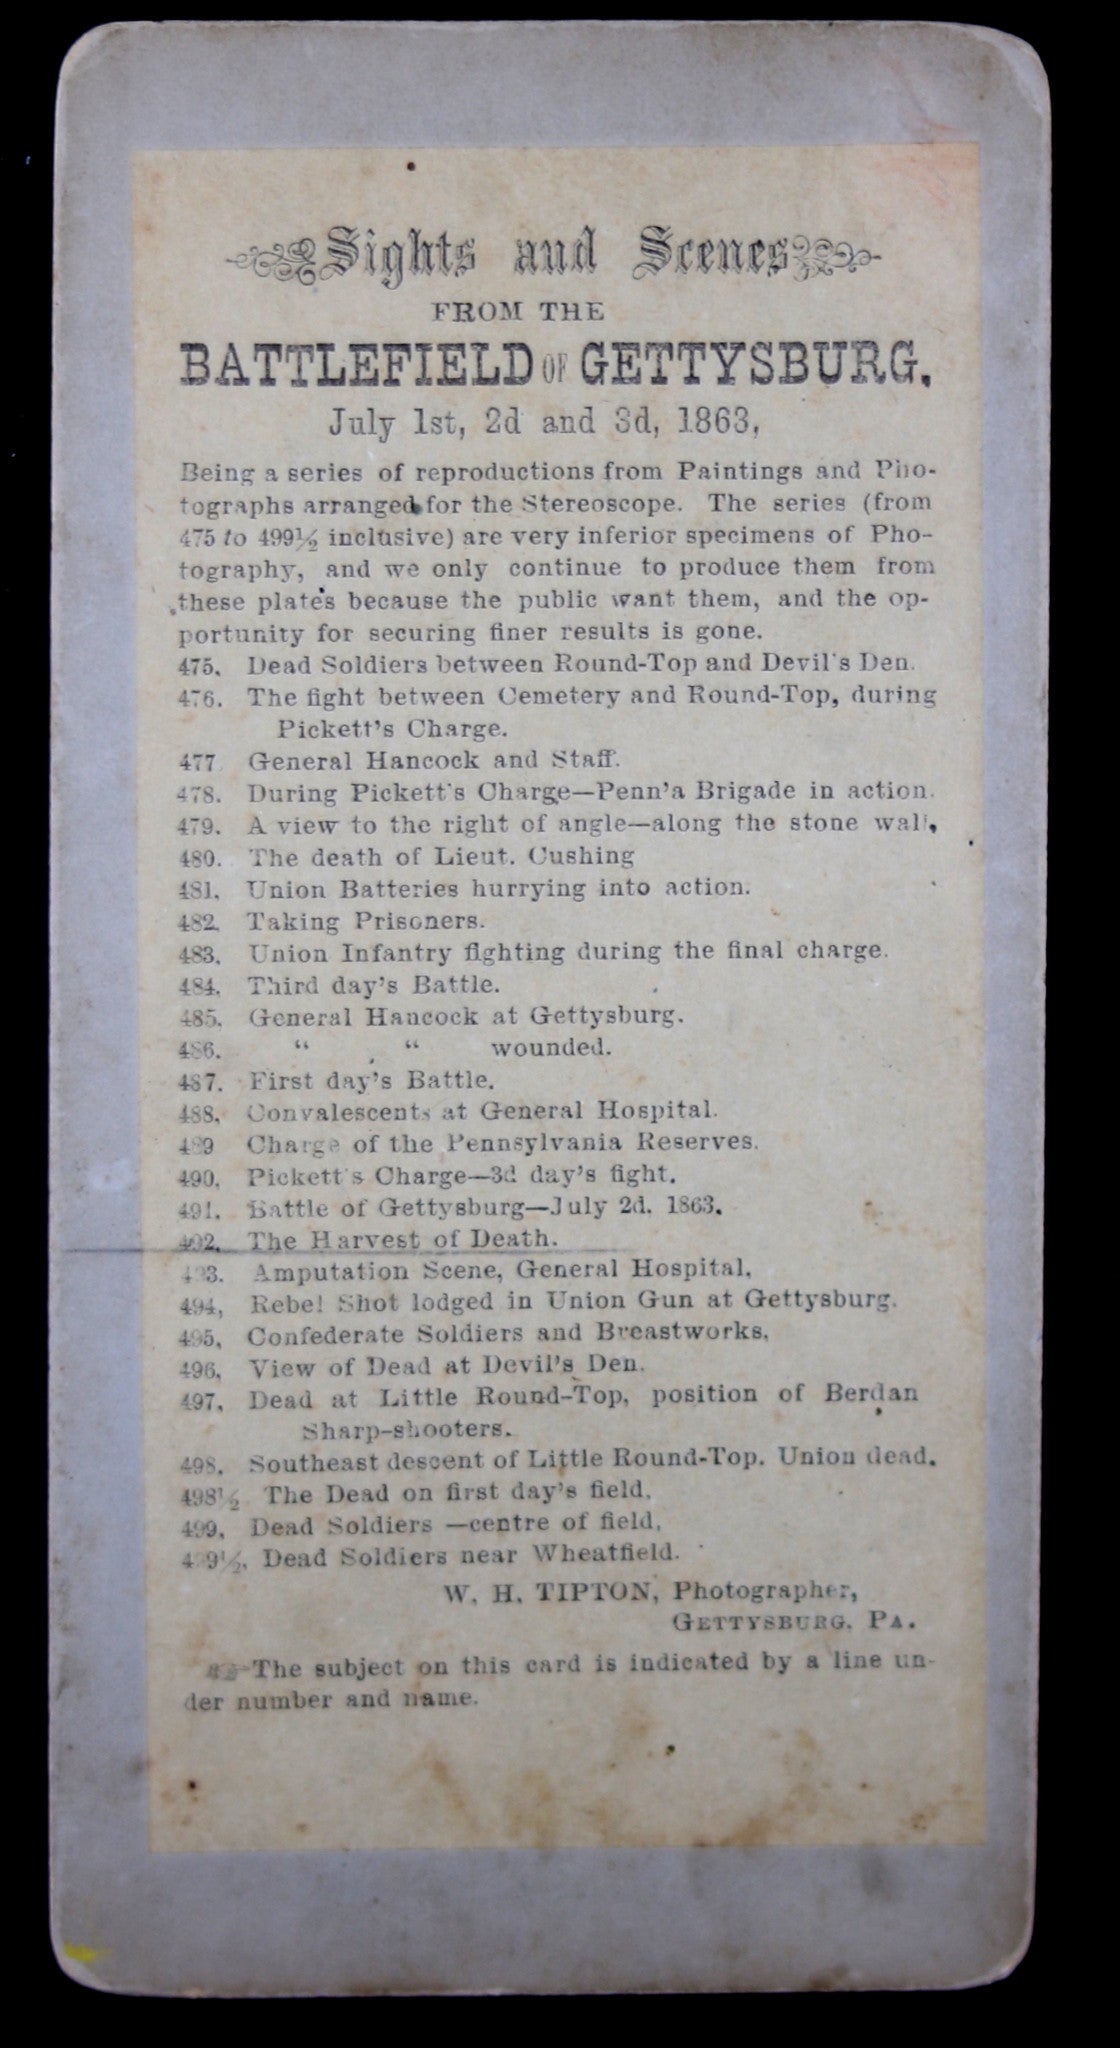 Sights and Scenes
FROM THE
BATTLEFIELD OF GETTYSBURG.
July 1st, 2d and 3d, 1863,
Being a series of reproductions from Paintings and Pho-
tographs arranged for the Stereoscope. The series (from
475 to 499½ inclusive) are very inferior specimens of Pho-
tography, and we only continue to produce them from
these plates because the public want them, and the op-
portunity for securing finer results is gone.
475. Dead Soldiers between Round-Top and Devil's Den.
476. The fight between Cemetery and Round-Top, during
Pickett's Charge.
477 General Hancock and Staff.
478. During Pickett's Charge—Penn'a Brigade in action.
479. A view to the right of angle—along the stone wall,
480. The death of Lieut. Cushing
481. Union Batteries hurrying into action.
482. Taking Prisoners.
483. Union Infantry fighting during the final charge.
484. Third day's Battle.
485. General Hancock at Gettysburg.
486. " " wounded.
487. First day's Battle.
488. Convalescents at General Hospital.
489 Charge of the Pennsylvania Reserves.
490. Pickett's Charge—3d day's fight.
491. Battle of Gettysburg—July 2d. 1863.
492. The Harvest of Death.
493. Amputation Scene, General Hospital,
494, Rebel Shot lodged in Union Gun at Gettysburg.
495, Confederate Soldiers and Breastworks,
496, View of Dead at Devil's Den.
497, Dead at Little Round-Top, position of Berdan
Sharp-shooters.
498. Southeast descent of Little Round-Top. Union dead.
498½ The Dead on first day's field.
499, Dead Soldiers —centre of field,
499½, Dead Soldiers near Wheatfield.
W. H. TIPTON, Photographer,
GETTYSBURG, PA.
The subject on this card is indicated by a line un-
der number and name.